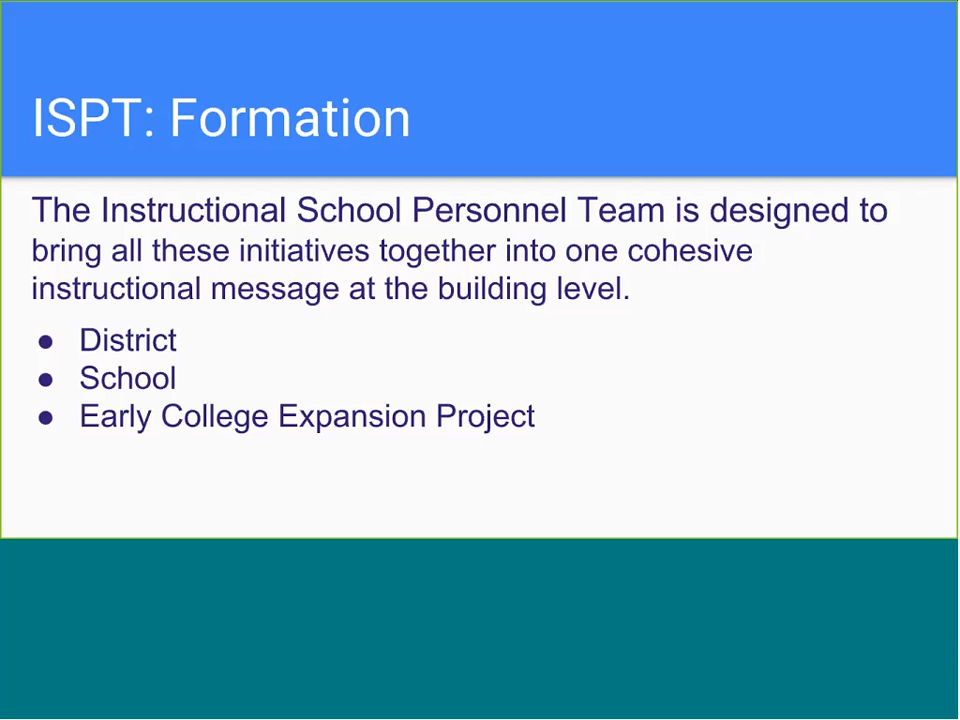 ISPT: Formation
The Instructional School Personnel Team is designed to
bring all these initiatives together into one cohesive
instructional message at the building level.
● District
● School
● Early College Expansion Project